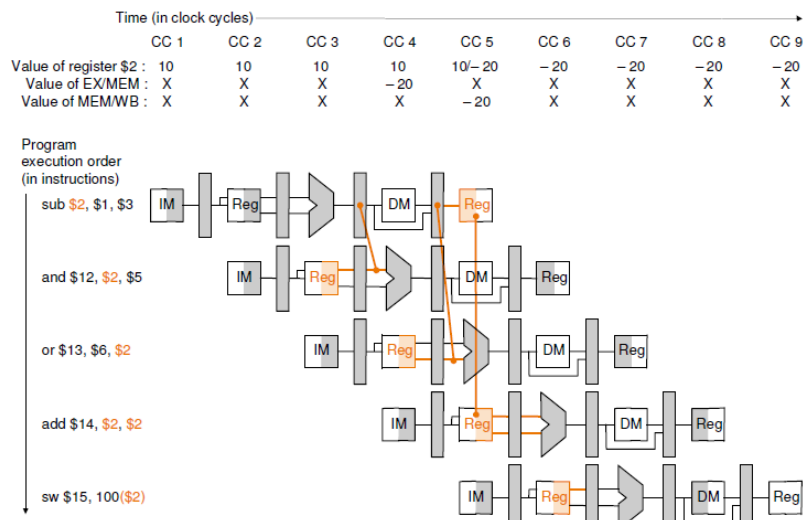 Time (in clock cycles)
CC 1 CC 2 CC 3 CC 4 CC 5 CC 6 CC 7 CC 8 CC 9
Value of register $2 : 10 10 10 10 10/– 20 – 20 – 20 – 20 – 20
Value of EX/MEM : X X X – 20 X X X X X
Value of MEM/WB : X X X X – 20 X X X X
Program
execution order
(in instructions)
sub $2, $1, $3 IM Reg DM Reg
and $12, $2, $5 IM Reg DM Reg
or $13, $6, $2 IM Reg DM Reg
add $14, $2, $2 IM Reg DM Reg
sw $15, 100($2) IM Reg DM Reg